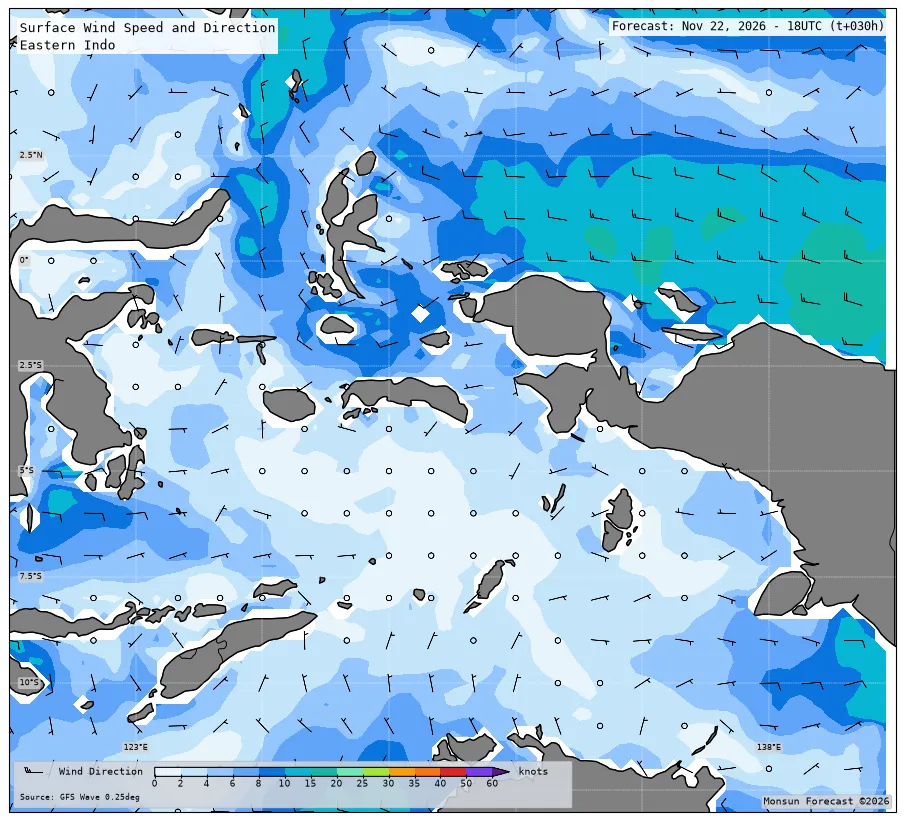 Surface Wind Speed and Direction
Eastern Indo
Forecast: Nov 22, 2026 - 18UTC (t+030h)
2.5°N
0°
2.5°S
5°S
7.5°S
10°S
123°E
138°E
Wind Direction
0 2 4 6 8 10 15 20 25 30 35 40 50 60
knots
Source: GFS Wave 0.25deg
Monsun Forecast ©2026